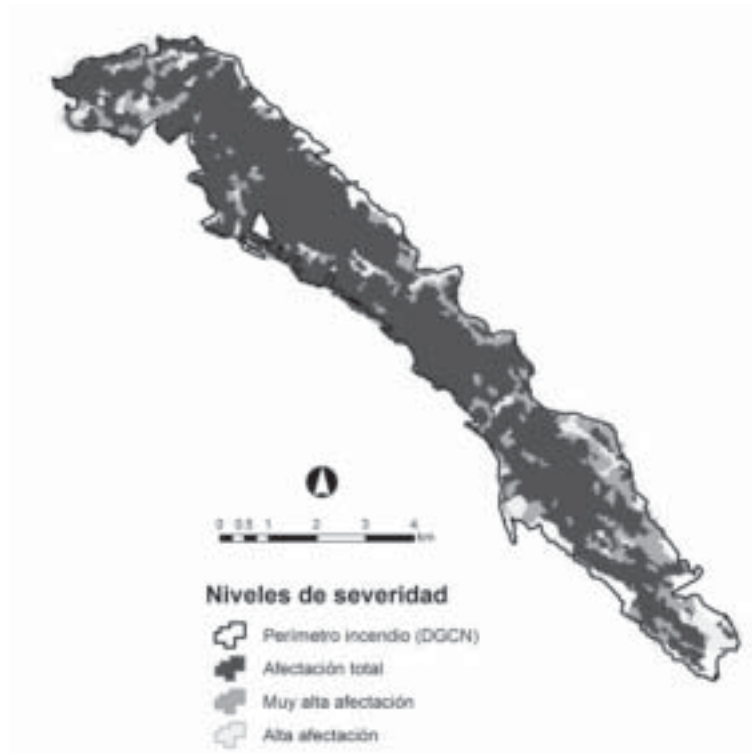 0 0.5 1 2 3 4
km
Niveles de severidad
Perímetro incendio (DGCN)
Afectación total
Muy alta afectación
Alta afectación